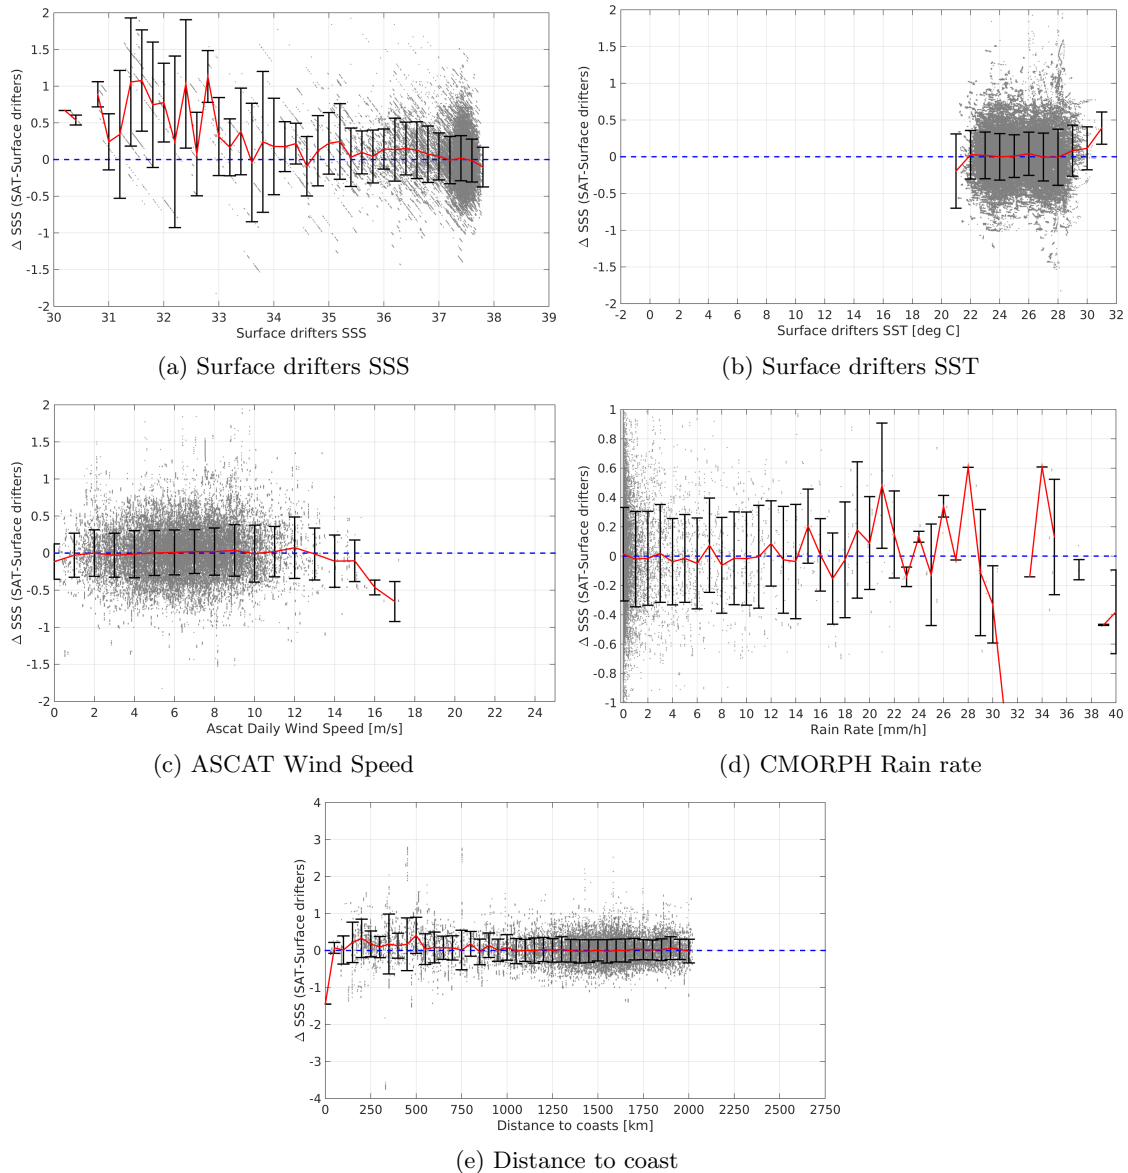 2
1.5
1
0.5
0
-0.5
-1
-1.5
-2
Δ SSS (SAT-Surface drifters)
30 31 32 33 34 35 36 37 38 39
Surface drifters SSS
(a) Surface drifters SSS
2
1.5
1
0.5
0
-0.5
-1
-1.5
-2
Δ SSS (SAT-Surface drifters)
-2 0 2 4 6 8 10 12 14 16 18 20 22 24 26 28 30 32
Surface drifters SST [deg C]
(b) Surface drifters SST
2
1.5
1
0.5
0
-0.5
-1
-1.5
-2
Δ SSS (SAT-Surface drifters)
0 2 4 6 8 10 12 14 16 18 20 22 24
Ascat Daily Wind Speed [m/s]
(c) ASCAT Wind Speed
1
0.8
0.6
0.4
0.2
0
-0.2
-0.4
-0.6
-0.8
-1
Δ SSS (SAT-Surface drifters)
0 2 4 6 8 10 12 14 16 18 20 22 24 26 28 30 32 34 36 38 40
Rain Rate [mm/h]
(d) CMORPH Rain rate
4
3
2
1
0
-1
-2
-3
-4
Δ SSS (SAT-Surface drifters)
0 250 500 750 1000 1250 1500 1750 2000 2250 2500 2750
Distance to coasts [km]
(e) Distance to coast